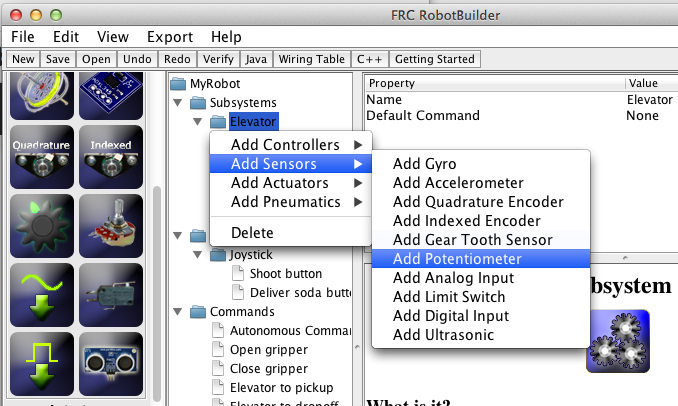 FRC RobotBuilder
File Edit View Export Help
New Save Open Undo Redo Verify Java Wiring Table C++ Getting Started
Quadrature Indexed
MyRobot
Subsystems
Elevator
Add Controllers
Add Sensors
Add Actuators
Add Pneumatics
Delete
Add Gyro
Add Accelerometer
Add Quadrature Encoder
Add Indexed Encoder
Add Gear Tooth Sensor
Add Potentiometer
Add Analog Input
Add Limit Switch
Add Digital Input
Add Ultrasonic
Joystick
Shoot button
Deliver soda butt
Commands
Autonomous Comma
Open gripper
Close gripper
Elevator to pickup
Elevator to dropoff
Property Value
Name Elevator
Default Command None
bsystem
What is it?